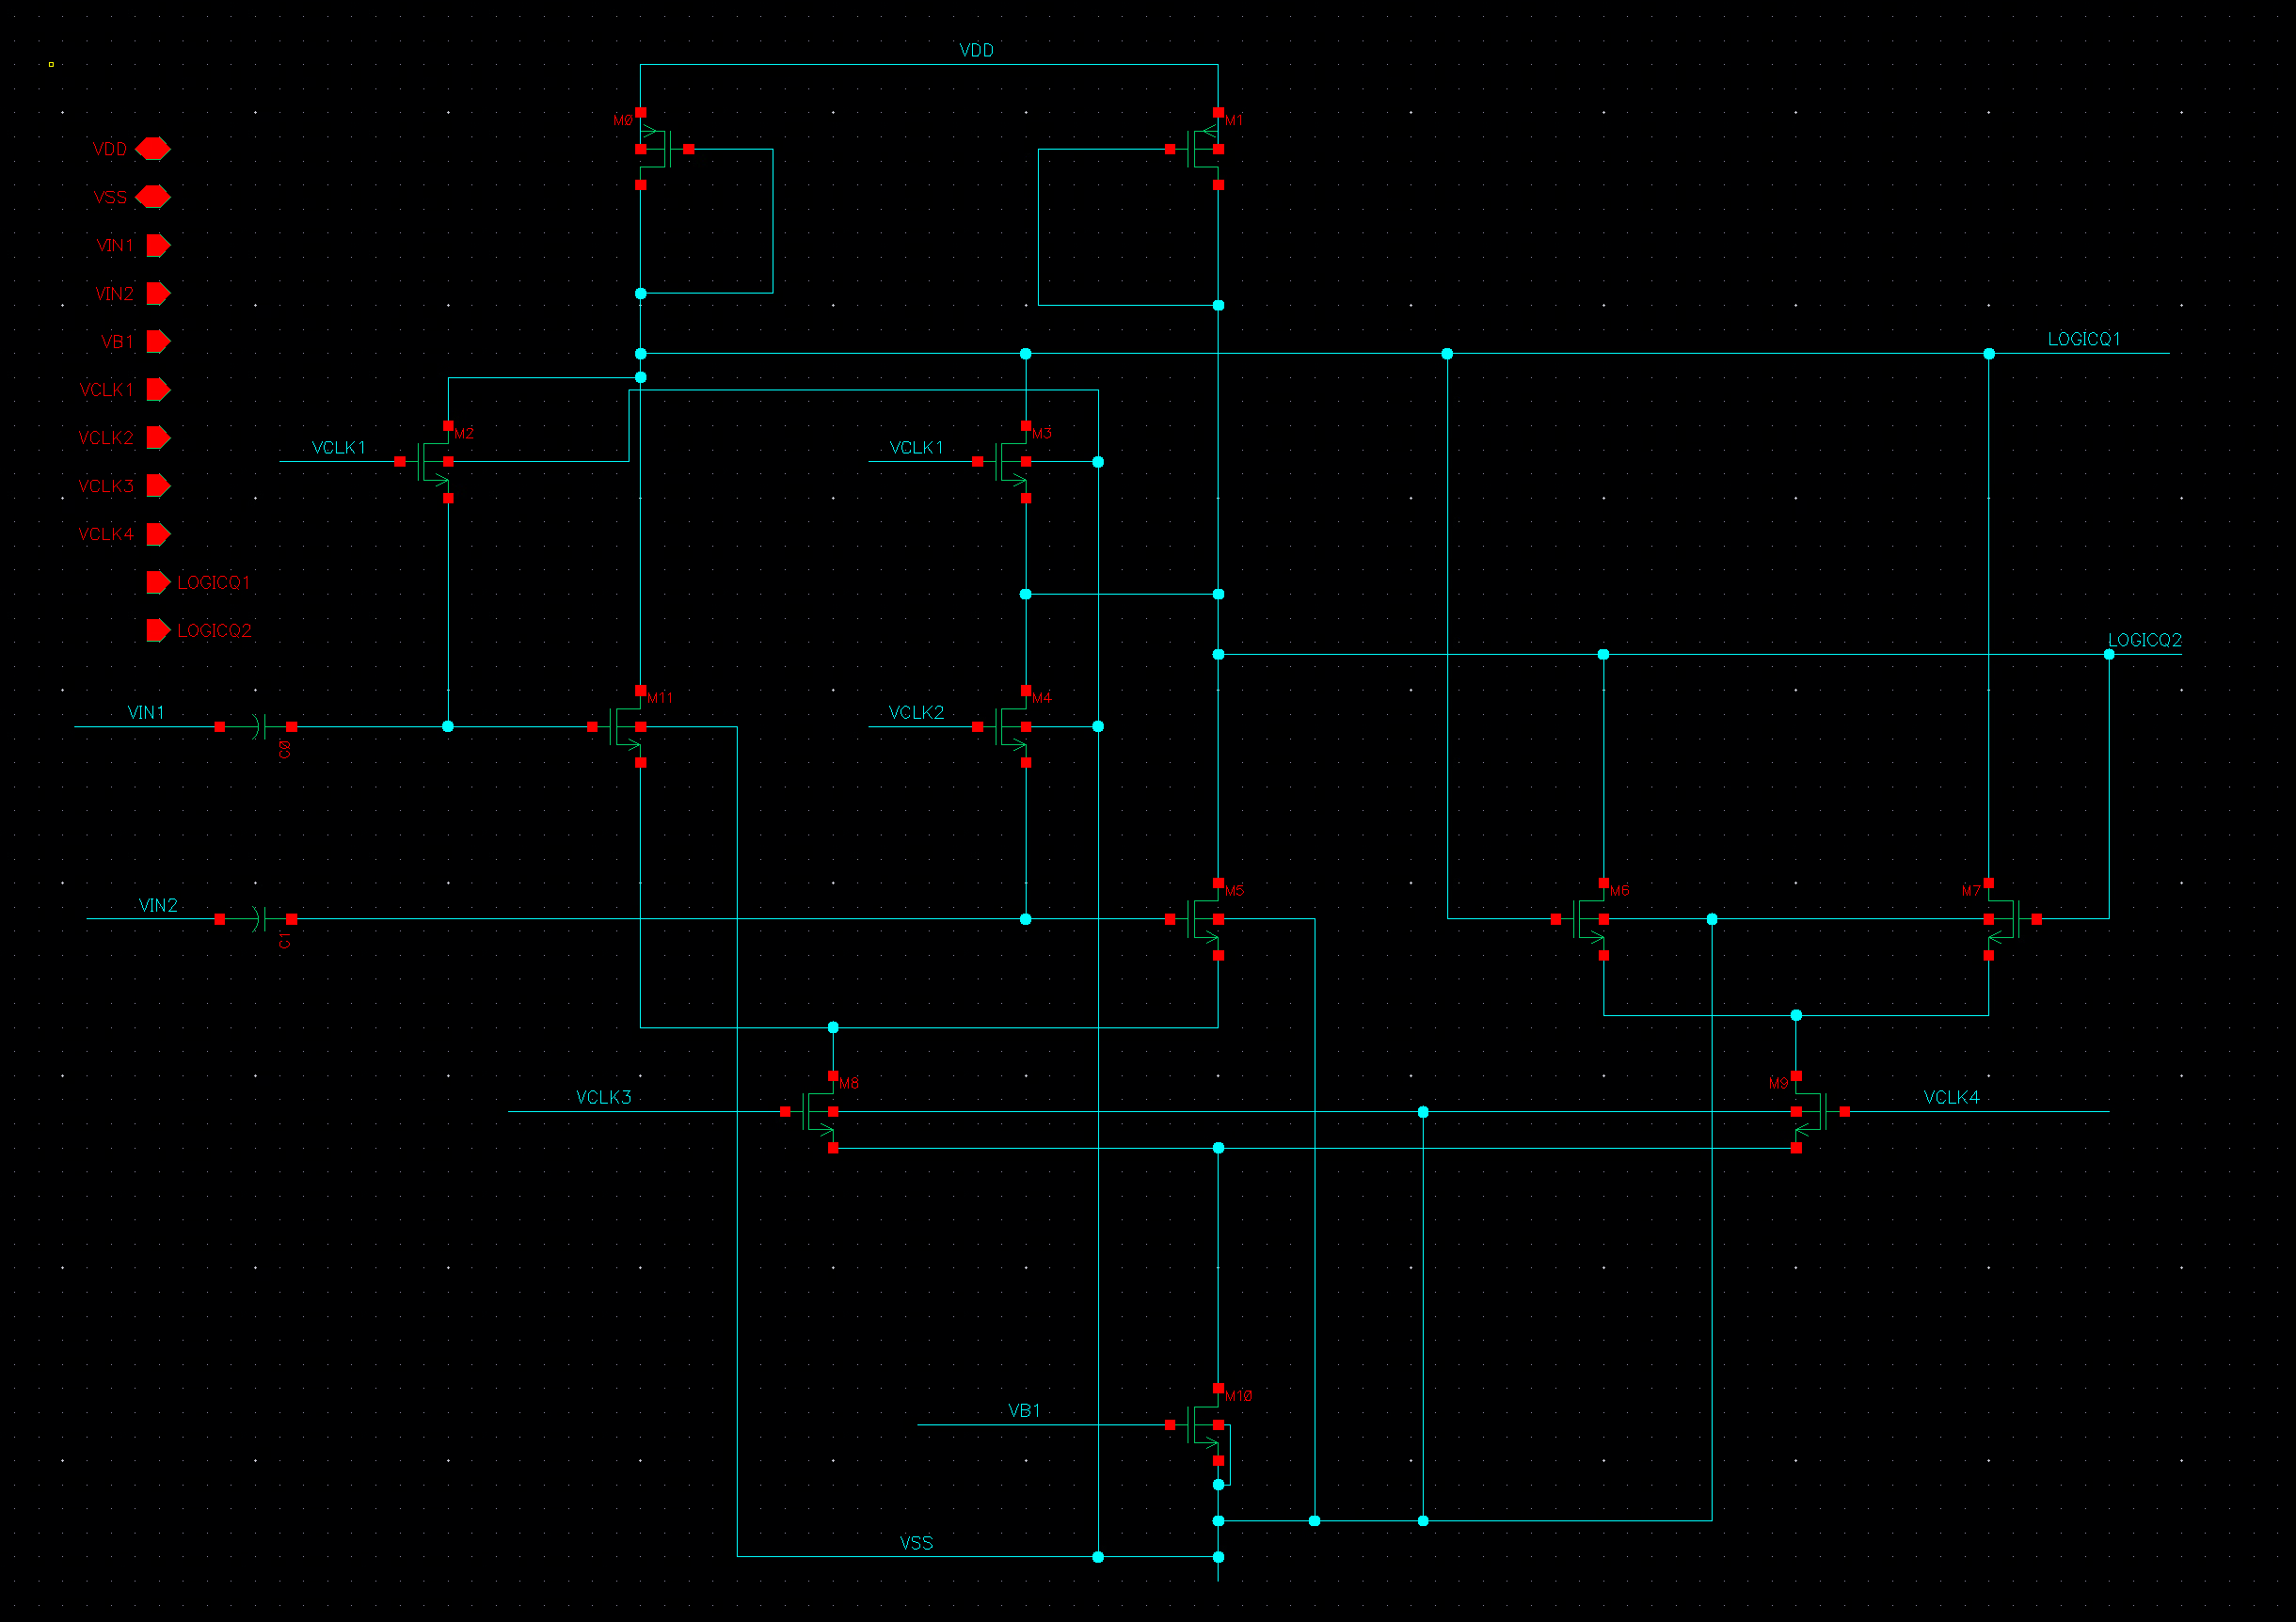 VDD
M0
M1
VDD
VSS
VIN1
VIN2
VB1
VCLK1
VCLK2
VCLK3
VCLK4
LOGICQ1
LOGICQ2
LOGICQ1
VCLK1
M2
VCLK1
M3
LOGICQ2
VIN1
C0
M11
VCLK2
M4
VIN2
C1
M5
M6
M7
VCLK3
M8
M9
VCLK4
VB1
M10
VSS